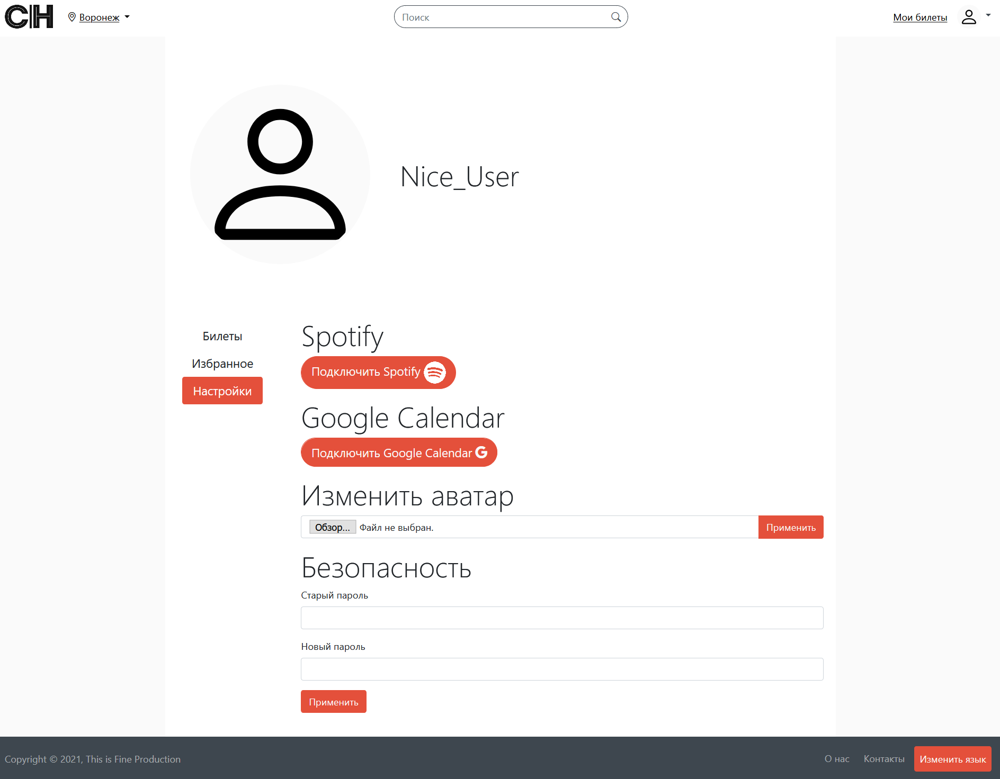 CH
Воронеж
Поиск
Мои билеты
Nice_User
Билеты
Избранное
Настройки
Spotify
Подключить Spotify
Google Calendar
Подключить Google Calendar G
Изменить аватар
Обзор... Файл не выбран.
Применить
Безопасность
Старый пароль
Новый пароль
Применить
Copyright © 2021, This is Fine Production
О нас
Контакты
Изменить язык